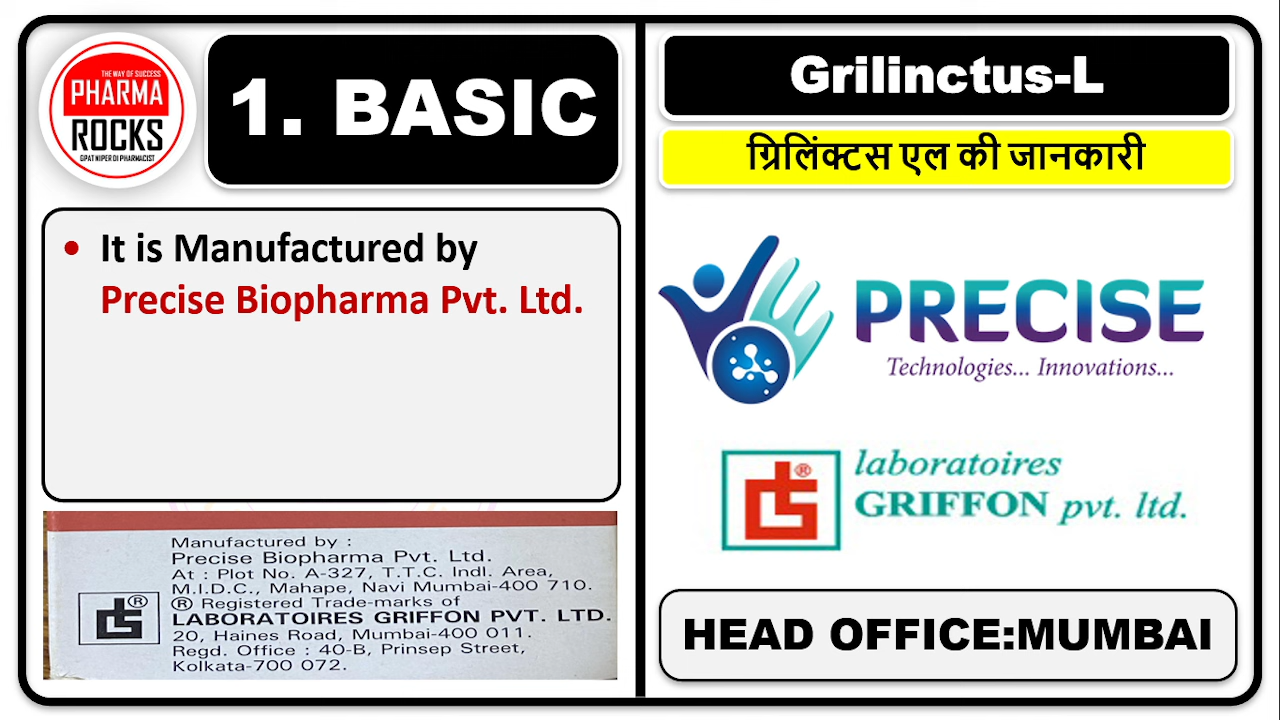 THE WAY OF SUCCESS
PHARMA
ROCKS
GPAT NIPER DI PHARMACIST
1. BASIC
• It is Manufactured by
Precise Biopharma Pvt. Ltd.
Manufactured by :
Precise Biopharma Pvt. Ltd.
At : Plot No. A-327, T.T.C. Indl. Area,
M.I.D.C., Mahape, Navi Mumbai-400 710.
® Registered Trade-marks of
LABORATOIRES GRIFFON PVT. LTD.
20, Haines Road, Mumbai-400 011.
Regd. Office : 40-B, Prinsep Street,
Kolkata-700 072.
®
Grilinctus-L
ग्रिलिंक्टस एल की जानकारी
PRECISE
Technologies... Innovations...
®
laboratoires
GRIFFON pvt. ltd.
HEAD OFFICE:MUMBAI